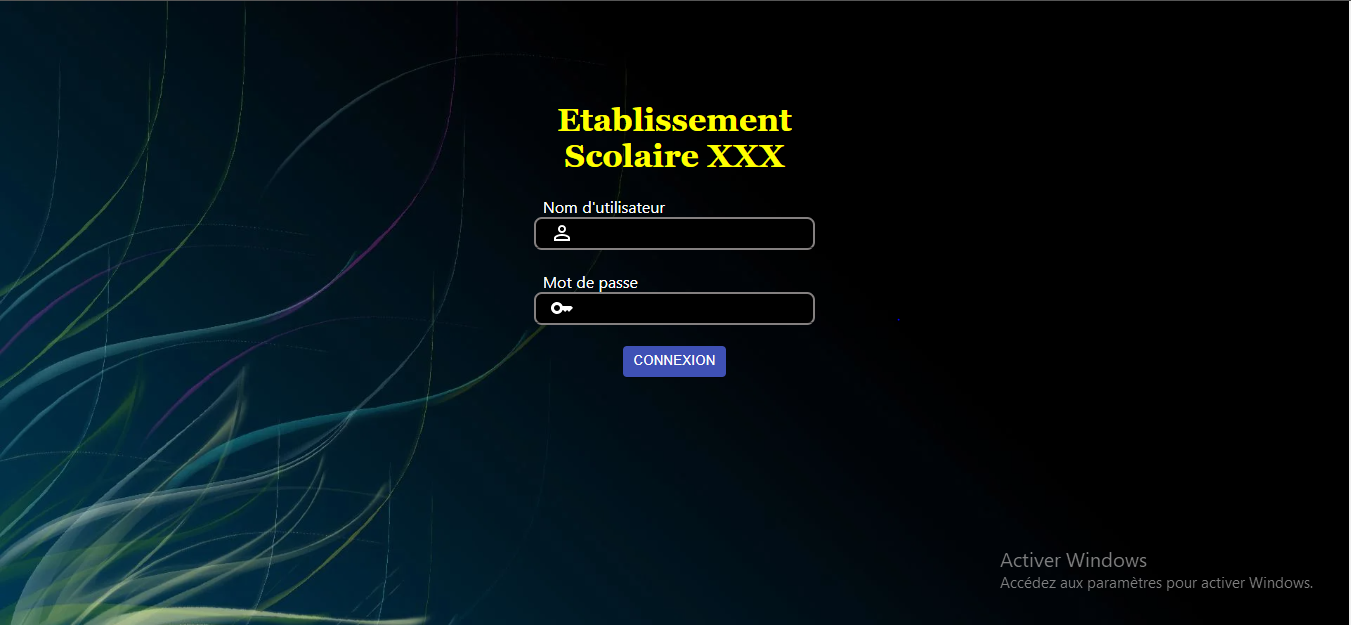 Etablissement
Scolaire XXX
Nom d'utilisateur
Mot de passe
CONNEXION
Activer Windows
Accédez aux paramètres pour activer Windows.